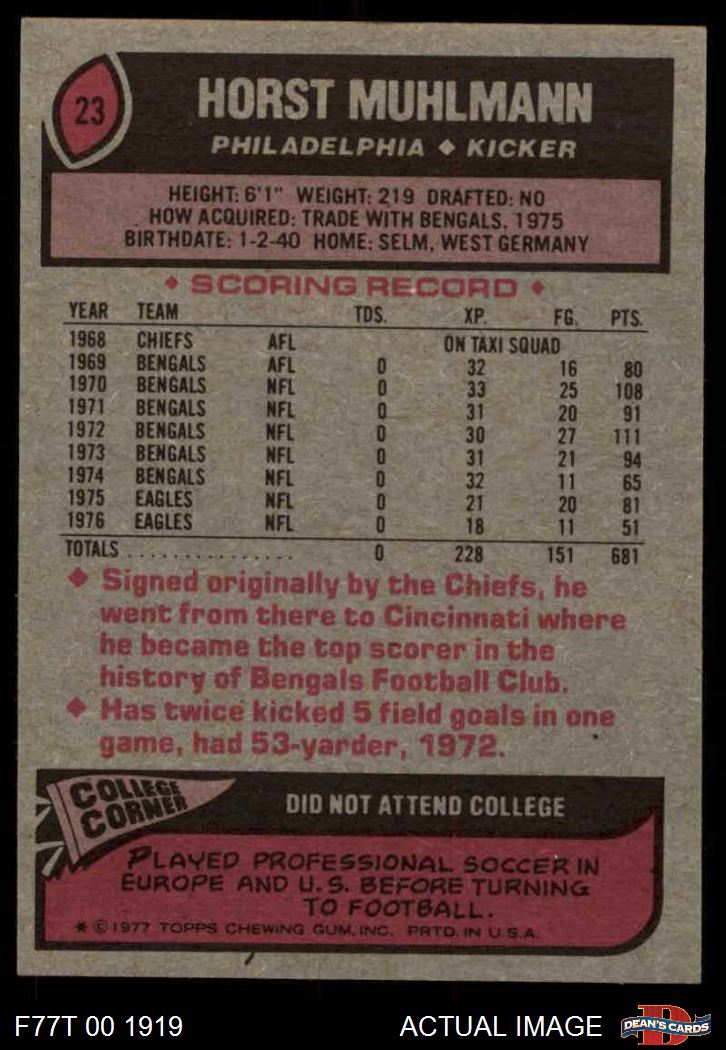 23
HORST MUHLMANN
PHILADELPHIA ◆ KICKER
HEIGHT: 6'1" WEIGHT: 219 DRAFTED: NO
HOW ACQUIRED: TRADE WITH BENGALS, 1975
BIRTHDATE: 1-2-40 HOME: SELM, WEST GERMANY
◆ SCORING RECORD ◆
YEAR TEAM TDS. XP. FG. PTS.
1968 CHIEFS AFL ON TAXI SQUAD
1969 BENGALS AFL 0 32 16 80
1970 BENGALS NFL 0 33 25 108
1971 BENGALS NFL 0 31 20 91
1972 BENGALS NFL 0 30 27 111
1973 BENGALS NFL 0 31 21 94
1974 BENGALS NFL 0 32 11 65
1975 EAGLES NFL 0 21 20 81
1976 EAGLES NFL 0 18 11 51
TOTALS ............... 0 228 151 681
◆ Signed originally by the Chiefs, he
went from there to Cincinnati where
he became the top scorer in the
history of Bengals Football Club.
◆ Has twice kicked 5 field goals in one
game, had 53-yarder, 1972.
COLLEGE
CORNER
DID NOT ATTEND COLLEGE
PLAYED PROFESSIONAL SOCCER IN
EUROPE AND U.S. BEFORE TURNING
TO FOOTBALL.
* © 1977 TOPPS CHEWING GUM, INC. PRTD. IN U.S.A.
F77T 00 1919 ACTUAL IMAGE
D
DEAN'S CARDS